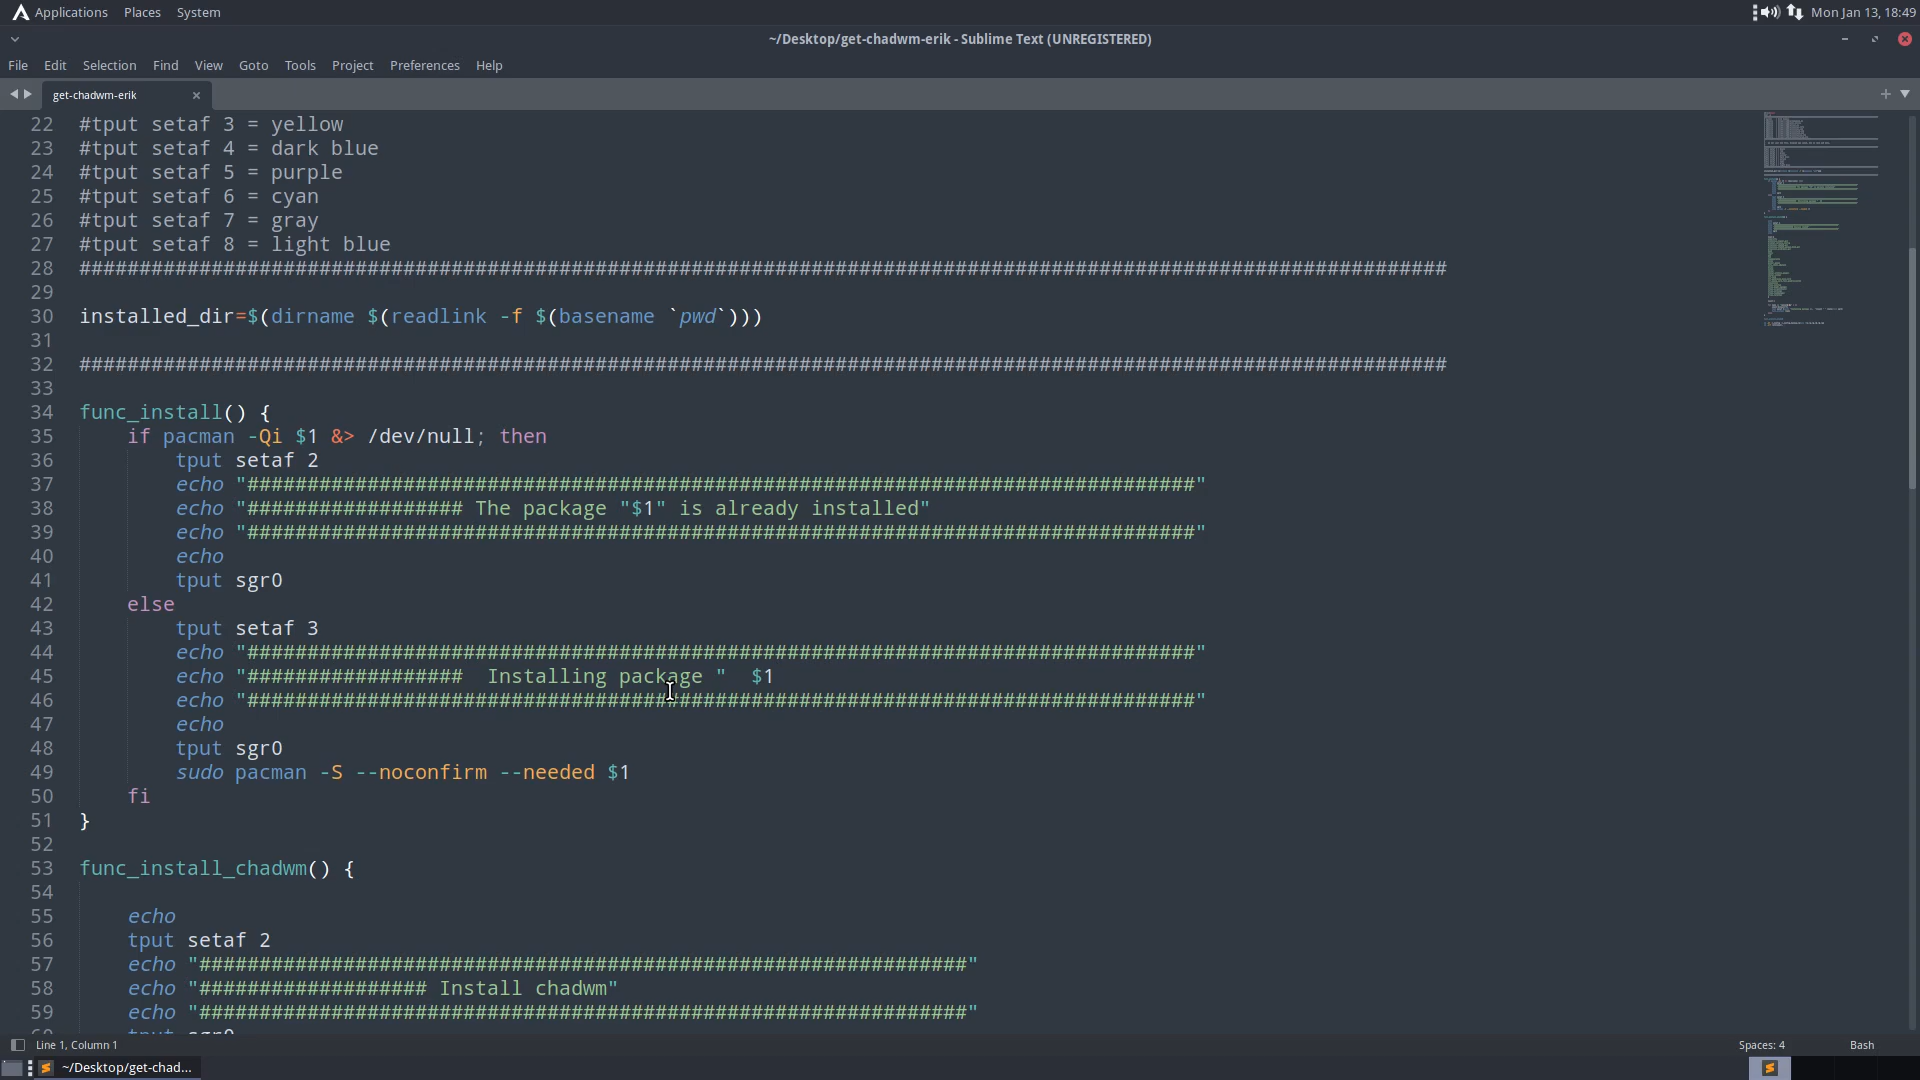 Applications Places System Mon Jan 13, 18:49
~/Desktop/get-chadwm-erik - Sublime Text (UNREGISTERED)
File Edit Selection Find View Goto Tools Project Preferences Help
get-chadwm-erik
22 #tput setaf 3 = yellow
23 #tput setaf 4 = dark blue
24 #tput setaf 5 = purple
25 #tput setaf 6 = cyan
26 #tput setaf 7 = gray
27 #tput setaf 8 = light blue
28 ##################################################################################################################
29
30 installed_dir=$(dirname $(readlink -f $(basename `pwd`)))
31
32 ##################################################################################################################
33
34 func_install() {
35     if pacman -Qi $1 &> /dev/null; then
36         tput setaf 2
37         echo "###############################################################################"
38         echo "################## The package "$1" is already installed"
39         echo "###############################################################################"
40         echo
41         tput sgr0
42     else
43         tput setaf 3
44         echo "###############################################################################"
45         echo "##################  Installing package "  $1
46         echo "###############################################################################"
47         echo
48         tput sgr0
49         sudo pacman -S --noconfirm --needed $1
50     fi
51 }
52
53 func_install_chadwm() {
54
55     echo
56     tput setaf 2
57     echo "################################################################"
58     echo "################### Install chadwm"
59     echo "################################################################"
60     tput sgr0
Line 1, Column 1 Spaces: 4 Bash
~/Desktop/get-chad...